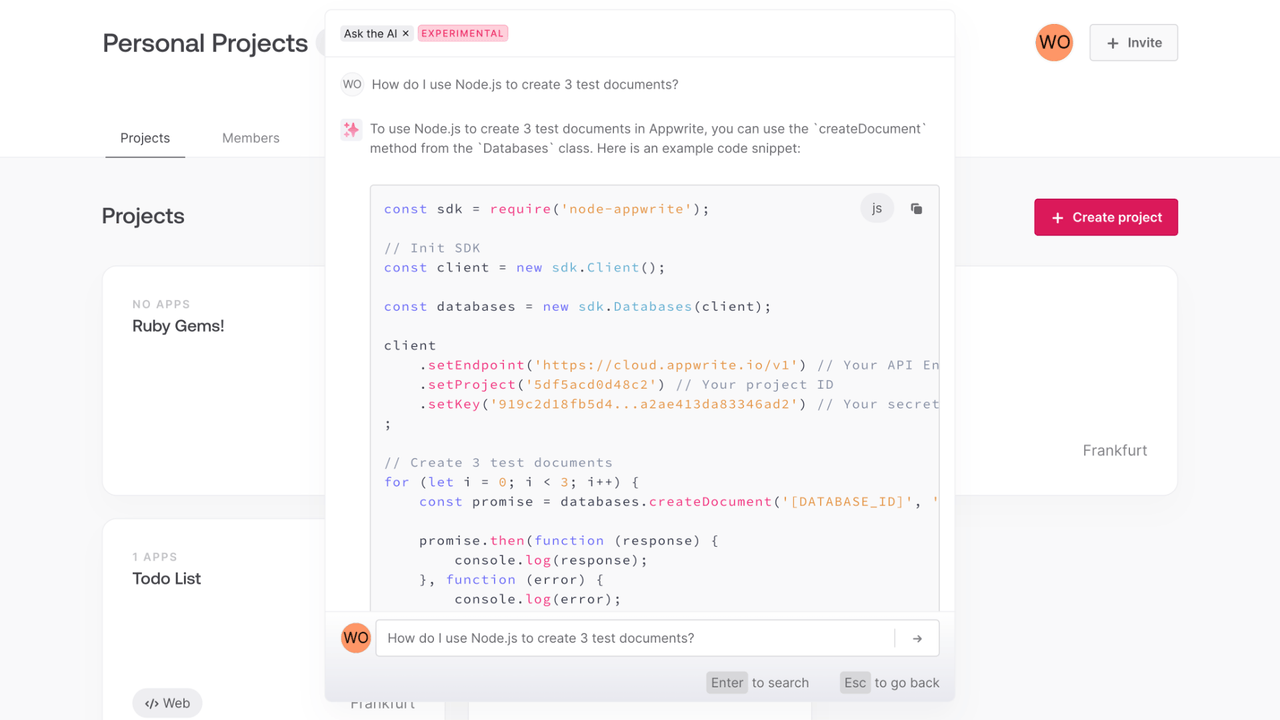 Personal Projects
WO
+ Invite
Projects
Members
Projects
+ Create project
NO APPS
Ruby Gems!
Frankfurt
1 APPS
Todo List
</> Web
Frankfurt
Ask the AI × EXPERIMENTAL
WO How do I use Node.js to create 3 test documents?
To use Node.js to create 3 test documents in Appwrite, you can use the `createDocument`
method from the `Databases` class. Here is an example code snippet:
js
const sdk = require('node-appwrite');
// Init SDK
const client = new sdk.Client();
const databases = new sdk.Databases(client);
client
.setEndpoint('https://cloud.appwrite.io/v1') // Your API En
.setProject('5df5acd0d48c2') // Your project ID
.setKey('919c2d18fb5d4...a2ae413da83346ad2') // Your secret
;
// Create 3 test documents
for (let i = 0; i < 3; i++) {
const promise = databases.createDocument('[DATABASE_ID]', '
promise.then(function (response) {
console.log(response);
}, function (error) {
console.log(error);
WO How do I use Node.js to create 3 test documents? →
Enter to search Esc to go back